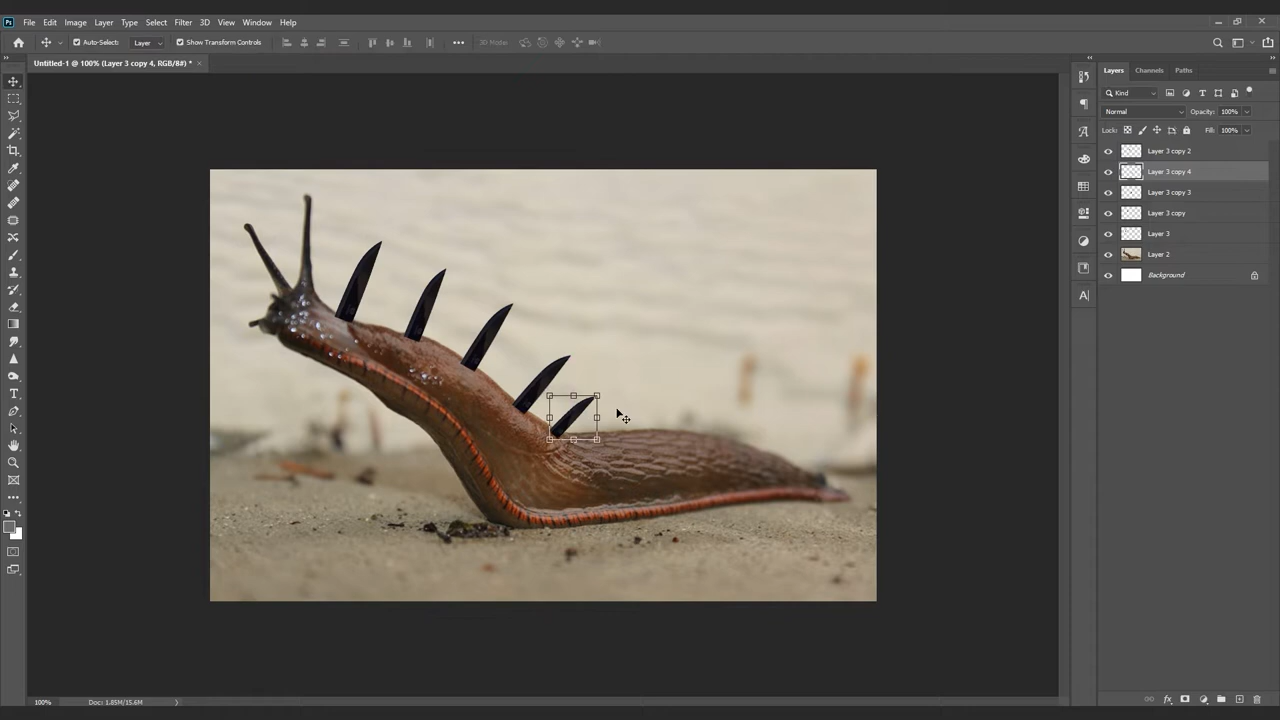 Ps File Edit Image Layer Type Select Filter 3D View Window Help
Auto-Select: Layer Show Transform Controls 3D Mode:
Untitled-1 @ 100% (Layer 3 copy 4, RGB/8#) * ×
Layers Channels Paths
Kind
Normal Opacity: 100%
Lock: Fill: 100%
Layer 3 copy 2
Layer 3 copy 4
Layer 3 copy 3
Layer 3 copy
Layer 3
Layer 2
Background
100% Doc: 1.85M/15.6M